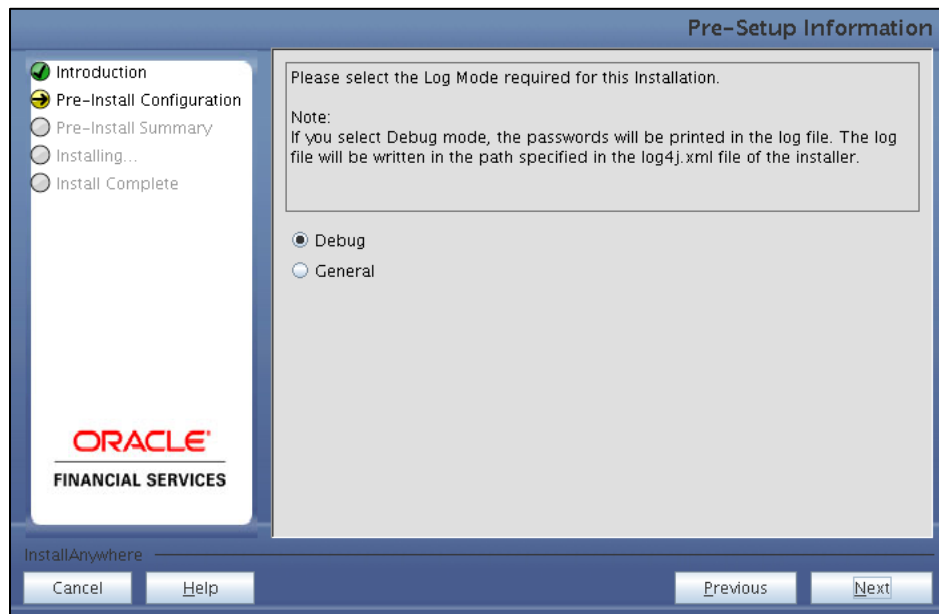 Pre-Setup Information
Introduction
Pre-Install Configuration
Pre-Install Summary
Installing...
Install Complete
Please select the Log Mode required for this Installation.
Note:
If you select Debug mode, the passwords will be printed in the log file. The log
file will be written in the path specified in the log4j.xml file of the installer.
Debug
General
ORACLE'
FINANCIAL SERVICES
InstallAnywhere
Cancel
Help
Previous
Next